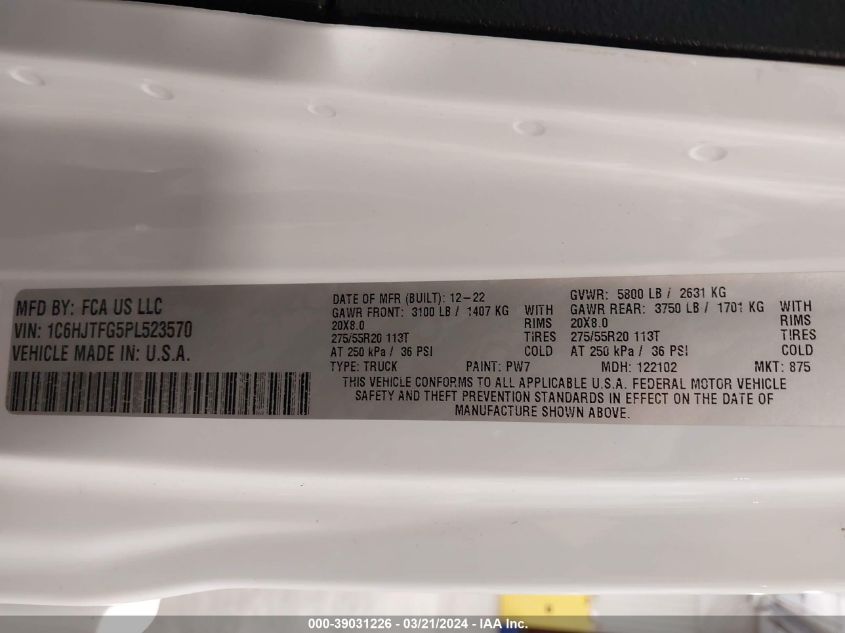 MFD BY: FCA US LLC
VIN: 1C6HJTFG5PL523570
VEHICLE MADE IN: U.S.A.
DATE OF MFR (BUILT): 12-22
GAWR FRONT: 3100 LB / 1407 KG WITH
20X8.0 RIMS
275/55R20 113T TIRES
AT 250 kPa / 36 PSI COLD
GVWR: 5800 LB / 2631 KG
GAWR REAR: 3750 LB / 1701 KG WITH
20X8.0 RIMS
275/55R20 113T TIRES
AT 250 kPa / 36 PSI COLD
TYPE: TRUCK PAINT: PW7 MDH: 122102 MKT: 875
THIS VEHICLE CONFORMS TO ALL APPLICABLE U.S.A. FEDERAL MOTOR VEHICLE
SAFETY AND THEFT PREVENTION STANDARDS IN EFFECT ON THE DATE OF
MANUFACTURE SHOWN ABOVE.
000-39031226 - 03/21/2024 - IAA Inc.